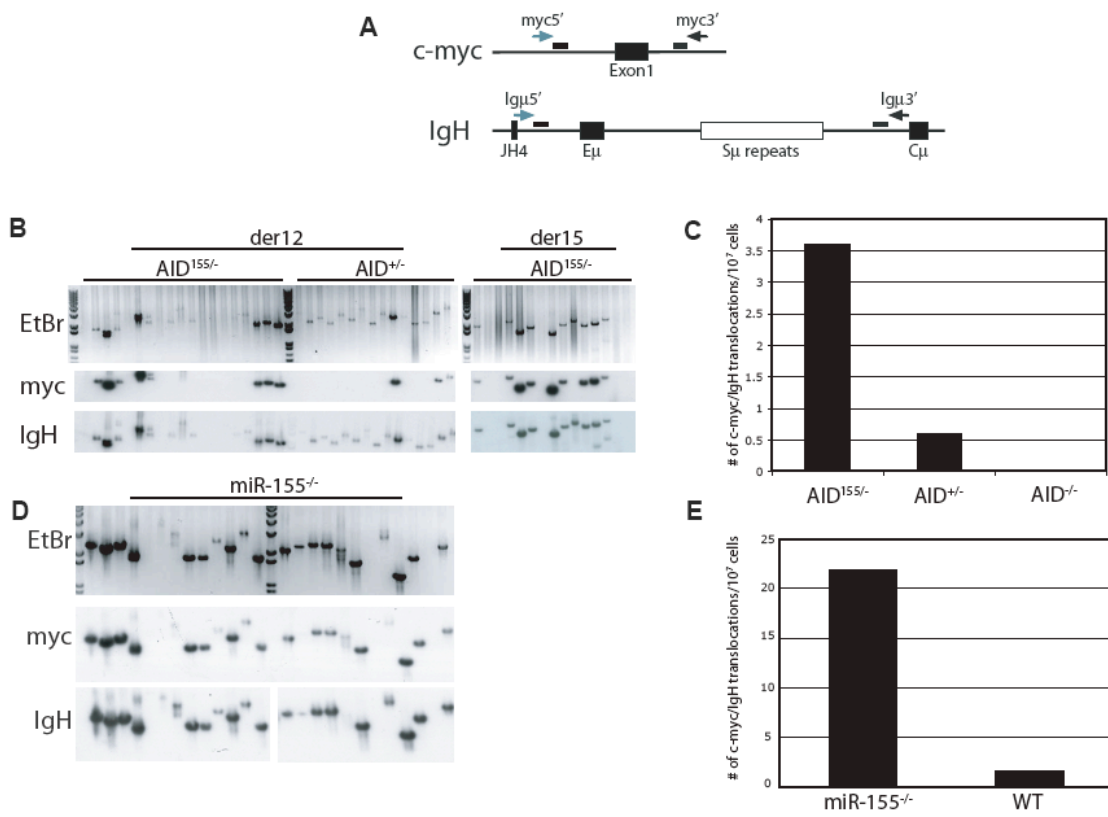 A
myc5' myc3'
c-myc
Exon1
Igμ5' Igμ3'
IgH
JH4 Eμ Sμ repeats Cμ
B
der12 der15
AID155/- AID+/- AID155/-
EtBr
myc
IgH
C
# of c-myc/IgH translocations/10⁷ cells
4
3.5
3
2.5
2
1.5
1
0.5
0
AID155/- AID+/- AID-/-
D
miR-155-/-
EtBr
myc
IgH
E
# of c-myc/IgH translocations/10⁷ cells
25
20
15
10
5
0
miR-155-/- WT